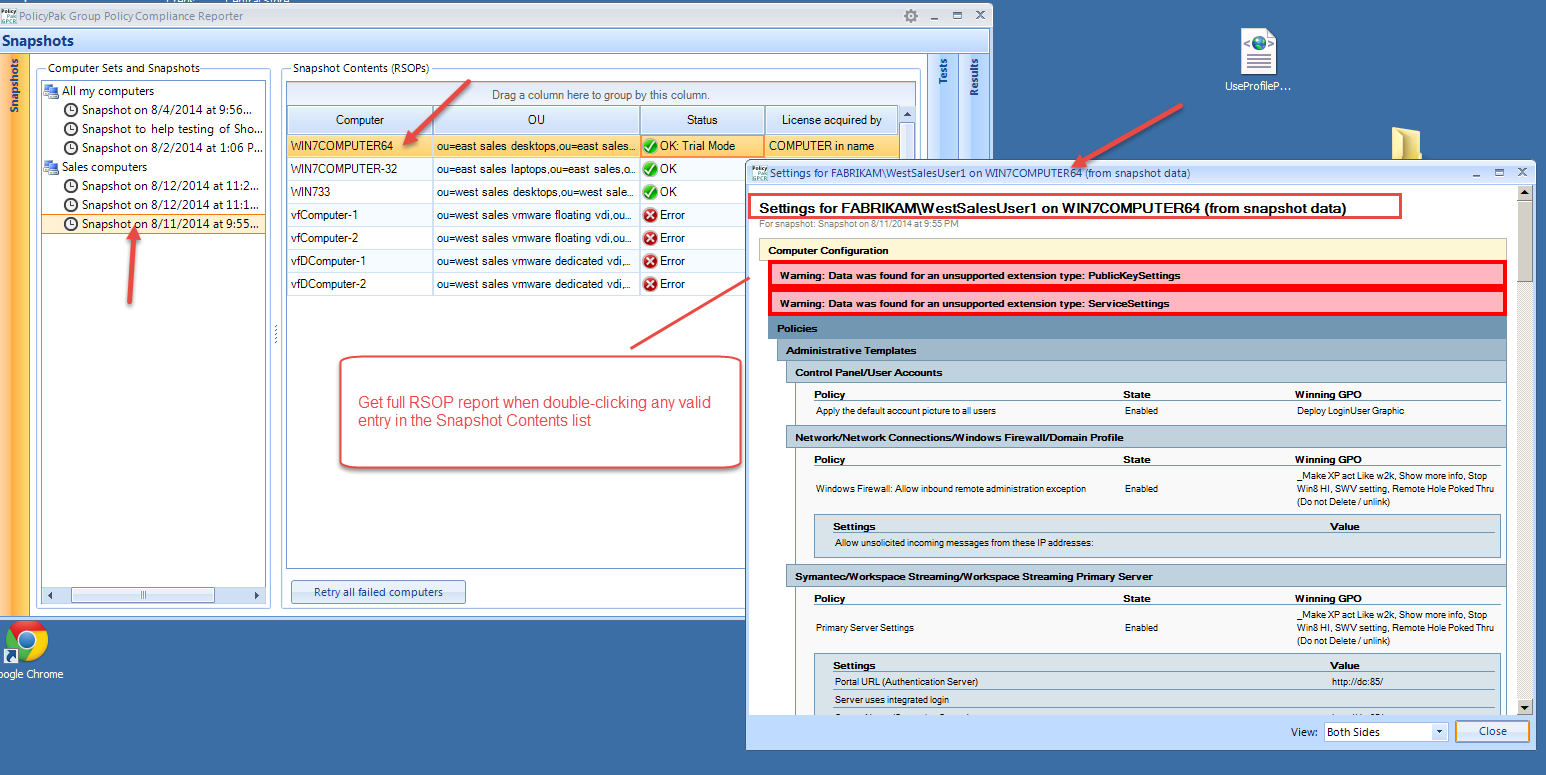 PolicyPak Group Policy Compliance Reporter
Snapshots
Snapshots
Computer Sets and Snapshots
All my computers
Snapshot on 8/4/2014 at 9:56...
Snapshot to help testing of Sho...
Snapshot on 8/2/2014 at 1:06 P...
Sales computers
Snapshot on 8/12/2014 at 11:2...
Snapshot on 8/12/2014 at 11:1...
Snapshot on 8/11/2014 at 9:55...
Snapshot Contents (RSOPs)
Drag a column here to group by this column.
Computer OU Status License acquired by
WIN7COMPUTER64 ou=east sales desktops,ou=east sales... OK: Trial Mode COMPUTER in name
WIN7COMPUTER-32 ou=east sales laptops,ou=east sales,o... OK
WIN733 ou=west sales desktops,ou=west sale... OK
vfComputer-1 ou=west sales vmware floating vdi,ou... Error
vfComputer-2 ou=west sales vmware floating vdi,ou... Error
vfDComputer-1 ou=west sales vmware dedicated vdi,... Error
vfDComputer-2 ou=west sales vmware dedicated vdi,... Error
Retry all failed computers
Tests
Results
Get full RSOP report when double-clicking any valid
entry in the Snapshot Contents list
UseProfileP...
oogle Chrome
Policy
Pak
GPCR
Settings for FABRIKAM\WestSalesUser1 on WIN7COMPUTER64 (from snapshot data)
Settings for FABRIKAM\WestSalesUser1 on WIN7COMPUTER64 (from snapshot data)
For snapshot: Snapshot on 8/11/2014 at 9:55 PM
Computer Configuration
Warning: Data was found for an unsupported extension type: PublicKeySettings
Warning: Data was found for an unsupported extension type: ServiceSettings
Policies
Administrative Templates
Control Panel/User Accounts
Policy State Winning GPO
Apply the default account picture to all users Enabled Deploy LoginUser Graphic
Network/Network Connections/Windows Firewall/Domain Profile
Policy State Winning GPO
Windows Firewall: Allow inbound remote administration exception Enabled _Make XP act Like w2k, Show more info, Stop
Win8 HI, SWV setting, Remote Hole Poked Thru
(Do not Delete / unlink)
Settings Value
Allow unsolicited incoming messages from these IP addresses:
Symantec/Workspace Streaming/Workspace Streaming Primary Server
Policy State Winning GPO
Primary Server Settings Enabled _Make XP act Like w2k, Show more info, Stop
Win8 HI, SWV setting, Remote Hole Poked Thru
(Do not Delete / unlink)
Settings Value
Portal URL (Authentication Server) http://dc:85/
Server uses integrated login
View: Both Sides Close